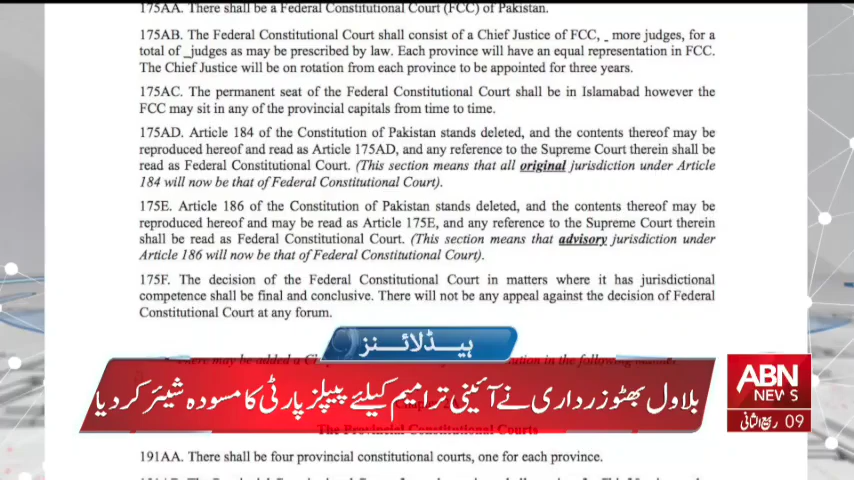 175AA. There shall be a Federal Constitutional Court (FCC) of Pakistan.
175AB. The Federal Constitutional Court shall consist of a Chief Justice of FCC, _ more judges, for a
total of _judges as may be prescribed by law. Each province will have an equal representation in FCC.
The Chief Justice will be on rotation from each province to be appointed for three years.
175AC. The permanent seat of the Federal Constitutional Court shall be in Islamabad however the
FCC may sit in any of the provincial capitals from time to time.
175AD. Article 184 of the Constitution of Pakistan stands deleted, and the contents thereof may be
reproduced hereof and read as Article 175AD, and any reference to the Supreme Court therein shall be
read as Federal Constitutional Court. (This section means that all original jurisdiction under Article
184 will now be that of Federal Constitutional Court).
175E. Article 186 of the Constitution of Pakistan stands deleted, and the contents thereof may be
reproduced hereof and may be read as Article 175E, and any reference to the Supreme Court therein
shall be read as Federal Constitutional Court. (This section means that advisory jurisdiction under
Article 186 will now be that of Federal Constitutional Court).
175F. The decision of the Federal Constitutional Court in matters where it has jurisdictional
competence shall be final and conclusive. There will not be any appeal against the decision of Federal
Constitutional Court at any forum.
ہیڈلائنز
may be added a
in the following
بلاول بھٹو زرداری نے آئینی ترامیم کیلئے پیپلز پارٹی کا مسودہ شیئر کر دیا
ABN
NEWS
09 ربیع الثانی
The Provincial Constitutional Courts
191AA. There shall be four provincial constitutional courts, one for each province.